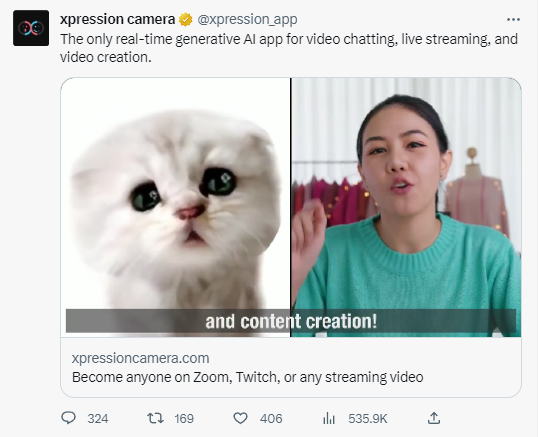 xpression camera @xpression_app
The only real-time generative AI app for video chatting, live streaming, and
video creation.
and content creation!
xpressioncamera.com
Become anyone on Zoom, Twitch, or any streaming video
324 169 406 535.9K